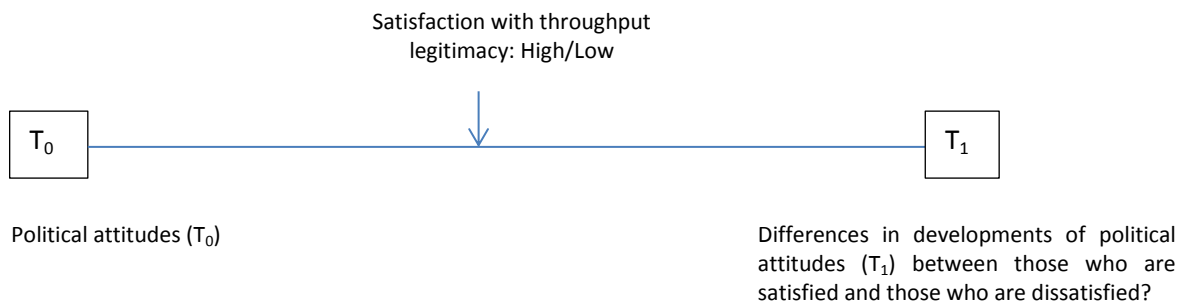 Satisfaction with throughput
legitimacy: High/Low
T₀
T₁
Political attitudes (T₀)
Differences in developments of political
attitudes (T₁) between those who are
satisfied and those who are dissatisfied?